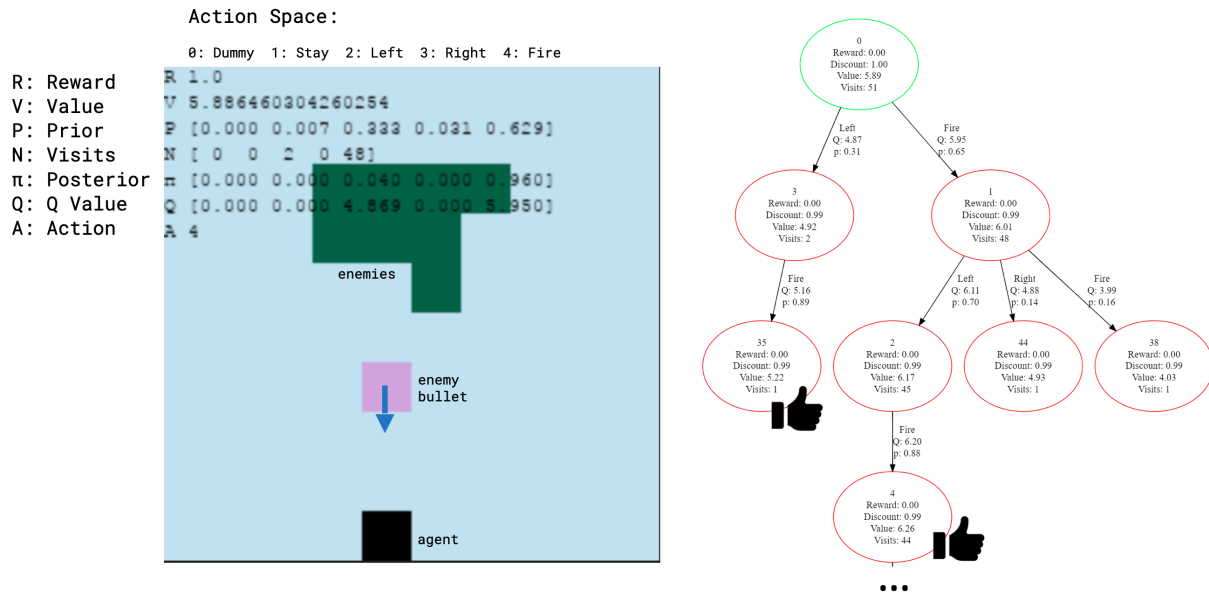 Action Space:
0: Dummy 1: Stay 2: Left 3: Right 4: Fire
R: Reward
V: Value
P: Prior
N: Visits
π: Posterior
Q: Q Value
A: Action
R 1.0
V 5.886460304260254
P [0.000 0.007 0.333 0.031 0.629]
N [ 0 0 2 0 48]
π [0.000 0.000 0.040 0.000 0.960]
Q [0.000 0.000 4.869 0.000 5.950]
A 4
enemies
enemy
bullet
agent
0
Reward: 0.00
Discount: 1.00
Value: 5.89
Visits: 51
Left
Q: 4.87
p: 0.31
Fire
Q: 5.95
p: 0.65
3
Reward: 0.00
Discount: 0.99
Value: 4.92
Visits: 2
1
Reward: 0.00
Discount: 0.99
Value: 6.01
Visits: 48
Fire
Q: 5.16
p: 0.89
Left
Q: 6.11
p: 0.70
Right
Q: 4.88
p: 0.14
Fire
Q: 3.99
p: 0.16
35
Reward: 0.00
Discount: 0.99
Value: 5.22
Visits: 1
2
Reward: 0.00
Discount: 0.99
Value: 6.17
Visits: 45
44
Reward: 0.00
Discount: 0.99
Value: 4.93
Visits: 1
38
Reward: 0.00
Discount: 0.99
Value: 4.03
Visits: 1
Fire
Q: 6.20
p: 0.88
4
Reward: 0.00
Discount: 0.99
Value: 6.26
Visits: 44
...